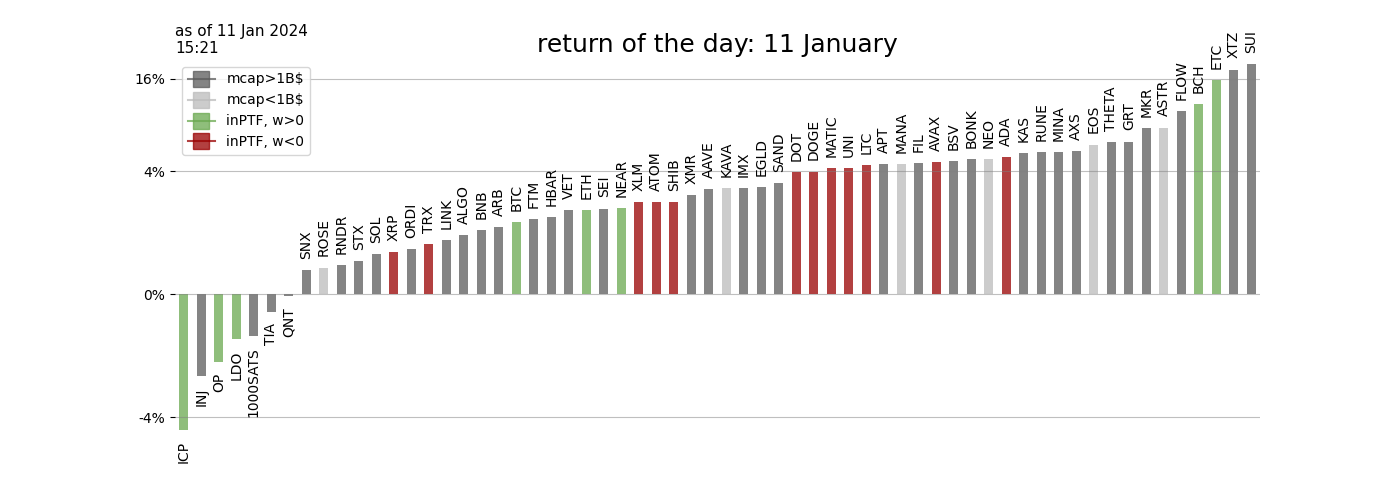 as of 11 Jan 2024
15:21
return of the day: 11 January
mcap>1B$
mcap<1B$
inPTF, w>0
inPTF, w<0
16%
4%
0%
-4%
ICP
INJ
OP
LDO
1000SATS
TIA
QNT
SNX
ROSE
RNDR
STX
SOL
XRP
ORDI
TRX
LINK
ALGO
BNB
ARB
BTC
FTM
HBAR
VET
ETH
SEI
NEAR
XLM
ATOM
SHIB
XMR
AAVE
KAVA
IMX
EGLD
SAND
DOT
DOGE
MATIC
UNI
LTC
APT
MANA
FIL
AVAX
BSV
BONK
NEO
ADA
KAS
RUNE
MINA
AXS
EOS
THETA
GRT
MKR
ASTR
FLOW
BCH
ETC
XTZ
SUI